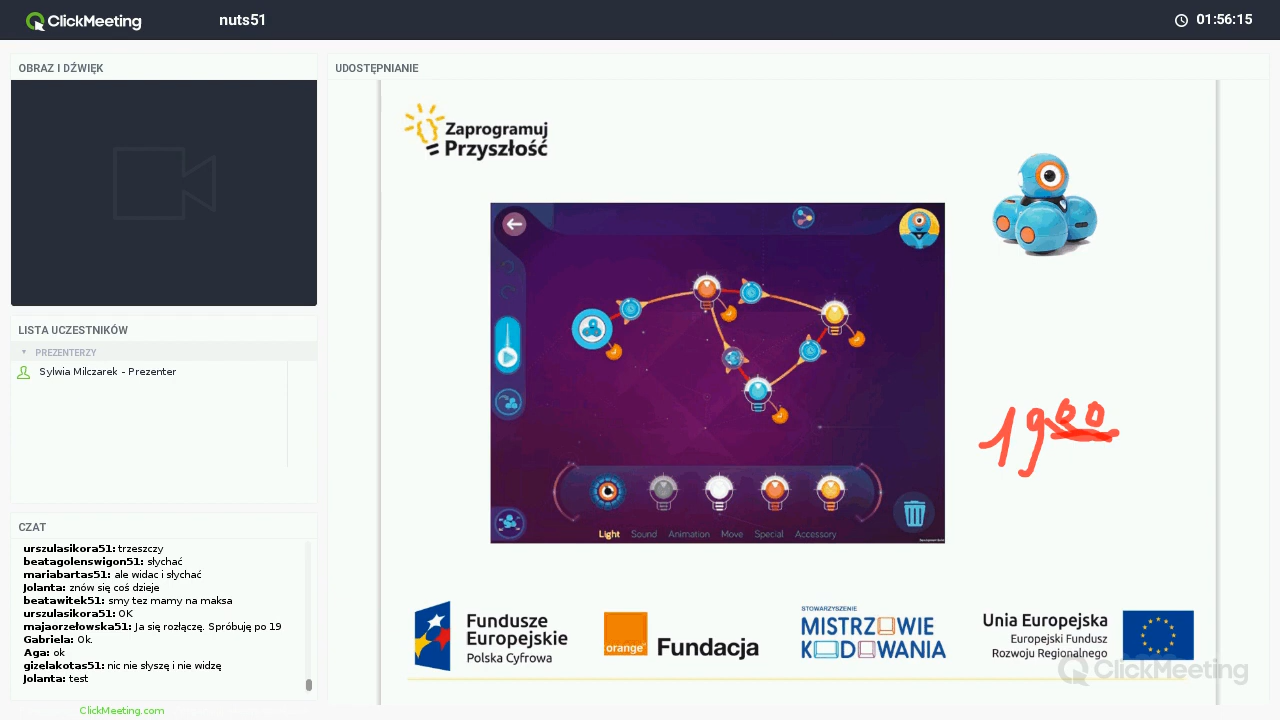 ClickMeeting
nuts51
01:56:15
OBRAZ I DŹWIĘK
LISTA UCZESTNIKÓW
PREZENTERZY
Sylwia Milczarek - Prezenter
CZAT
urszulasikora51: trzeszczy
beatagolenswigon51: słychać
mariabartas51: ale widac i słychać
Jolanta: znów się coś dzieje
beatawitek51: smy tez mamy na maksa
urszulasikora51: OK
majaorzełowska51: Ja się rozłączę. Spróbuję po 19
Gabriela: Ok.
Aga: ok
gizelakotas51: nic nie słyszę i nie widzę
Jolanta: test
ClickMeeting.com
UDOSTĘPNIANIE
Zaprogramuj
Przyszłość
Light Sound Animation Move Special Accessory
19 00
Fundusze
Europejskie
Polska Cyfrowa
orange
Fundacja
STOWARZYSZENIE
MISTRZOWIE
KODOWANIA
Unia Europejska
Europejski Fundusz
Rozwoju Regionalnego
ClickMeeting